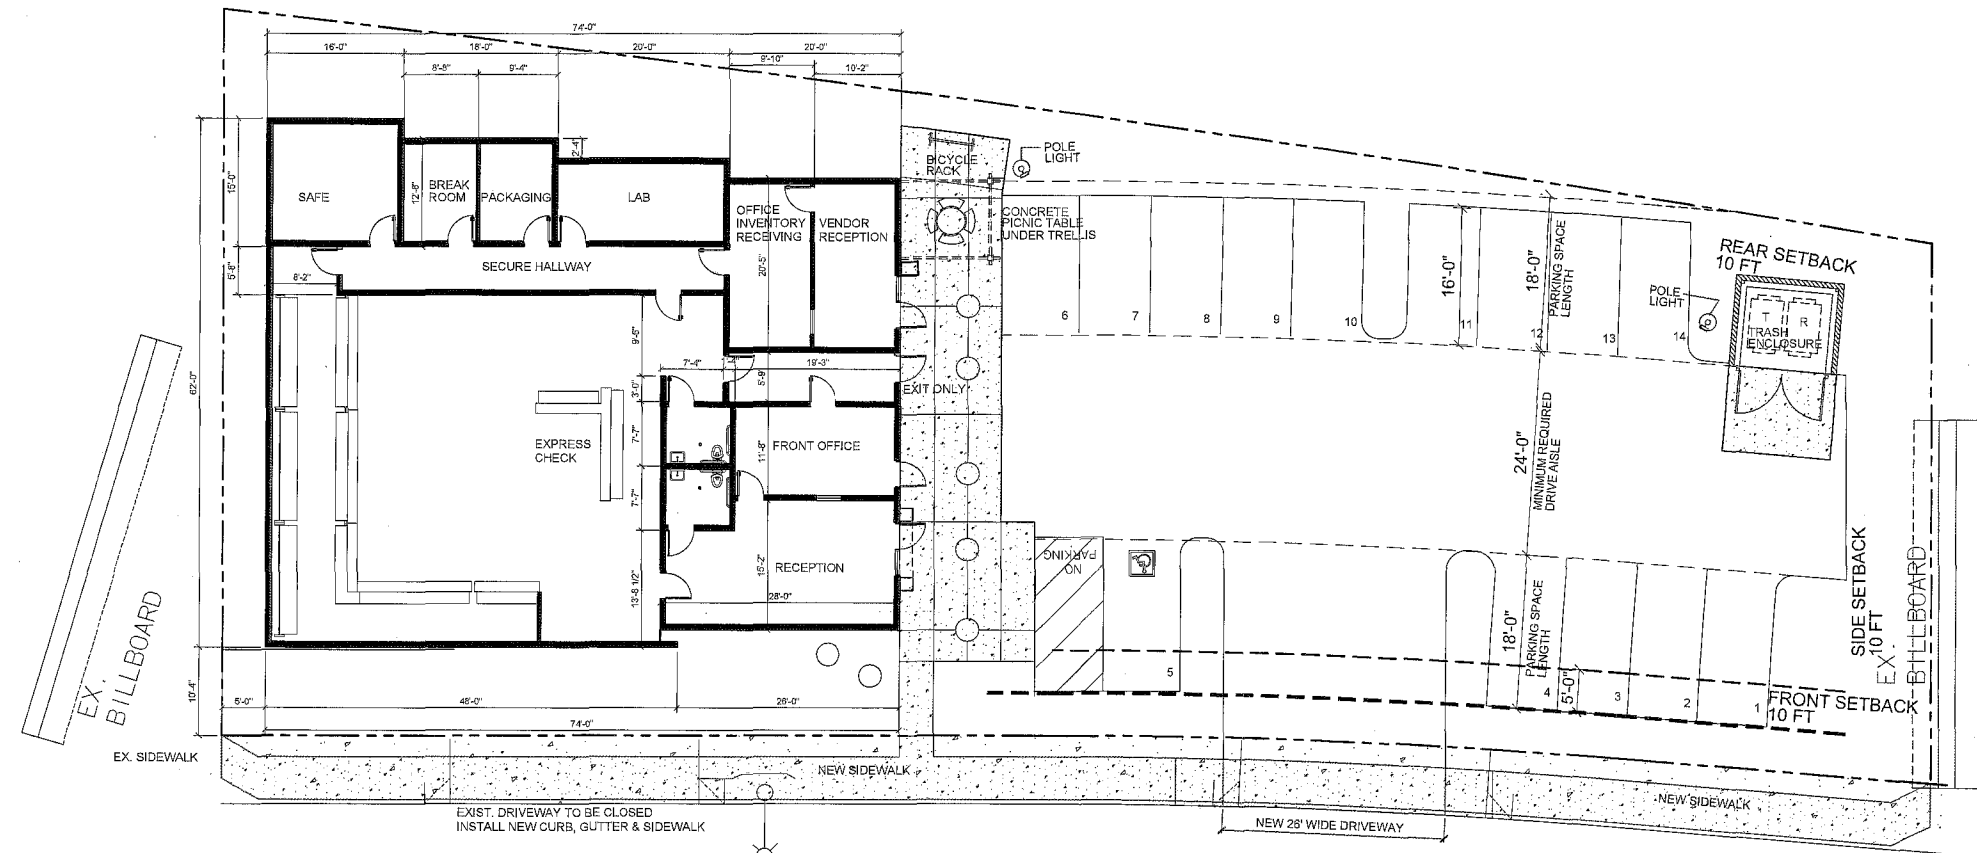 74'-0"
16'-0"
18'-0"
20'-0"
20'-0"
8'-8"
9'-4"
9'-10"
10'-2"
2'-4"
15'-0"
5'-8"
62'-0"
10'-4"
SAFE
12'-8"
BREAK
ROOM
PACKAGING
LAB
OFFICE
INVENTORY
RECEIVING
VENDOR
RECEPTION
20'-5"
SECURE HALLWAY
8'-2"
BICYCLE
RACK
POLE
LIGHT
CONCRETE
PICNIC TABLE
UNDER TRELLIS
6
7
8
9
10
11
12
13
14
16'-0"
18'-0"
PARKING SPACE
LENGTH
REAR SETBACK
10 FT
POLE
LIGHT
T
R
TRASH
ENCLOSURE
9'-6"
7'-4"
19'-3"
3'-0"
5'-9"
EXIT ONLY
EXPRESS
CHECK
7'-7"
7'-7"
11'-8"
FRONT OFFICE
15'-2"
RECEPTION
28'-0"
13'-8 1/2"
24'-0"
MINIMUM REQUIRED
DRIVE AISLE
NO
PARKING
5
18'-0"
PARKING SPACE
LENGTH
5'-0"
4
3
2
1
SIDE SETBACK
10 FT
EX.
BILLBOARD
FRONT SETBACK
10 FT
EX.
BILLBOARD
5'-0"
48'-0"
26'-0"
74'-0"
EX. SIDEWALK
NEW SIDEWALK
NEW SIDEWALK
EXIST. DRIVEWAY TO BE CLOSED
INSTALL NEW CURB, GUTTER & SIDEWALK
NEW 26' WIDE DRIVEWAY